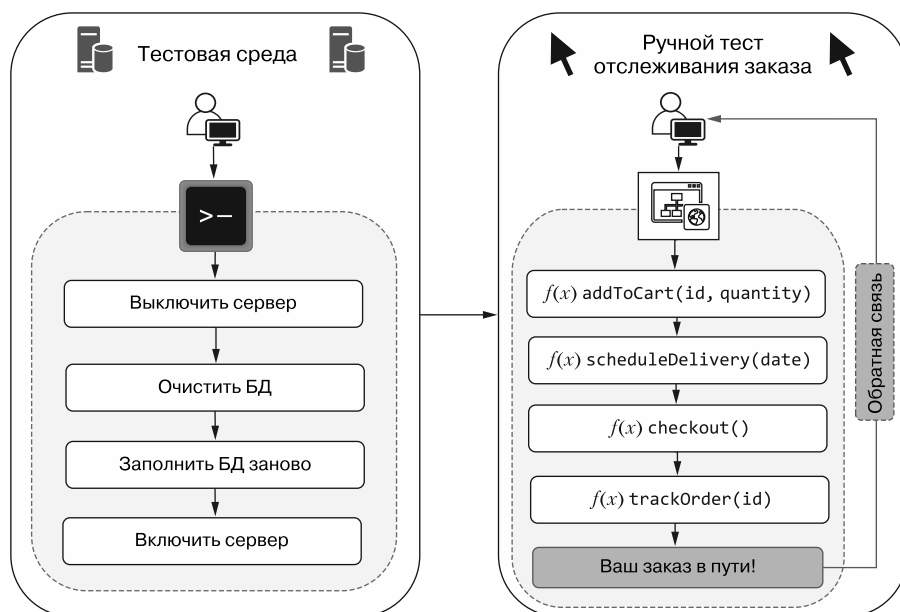 Тестовая среда
>–
Выключить сервер
Очистить БД
Заполнить БД заново
Включить сервер
Ручной тест
отслеживания заказа
f(x) addToCart(id, quantity)
f(x) scheduleDelivery(date)
f(x) checkout()
f(x) trackOrder(id)
Ваш заказ в пути!
Обратная связь